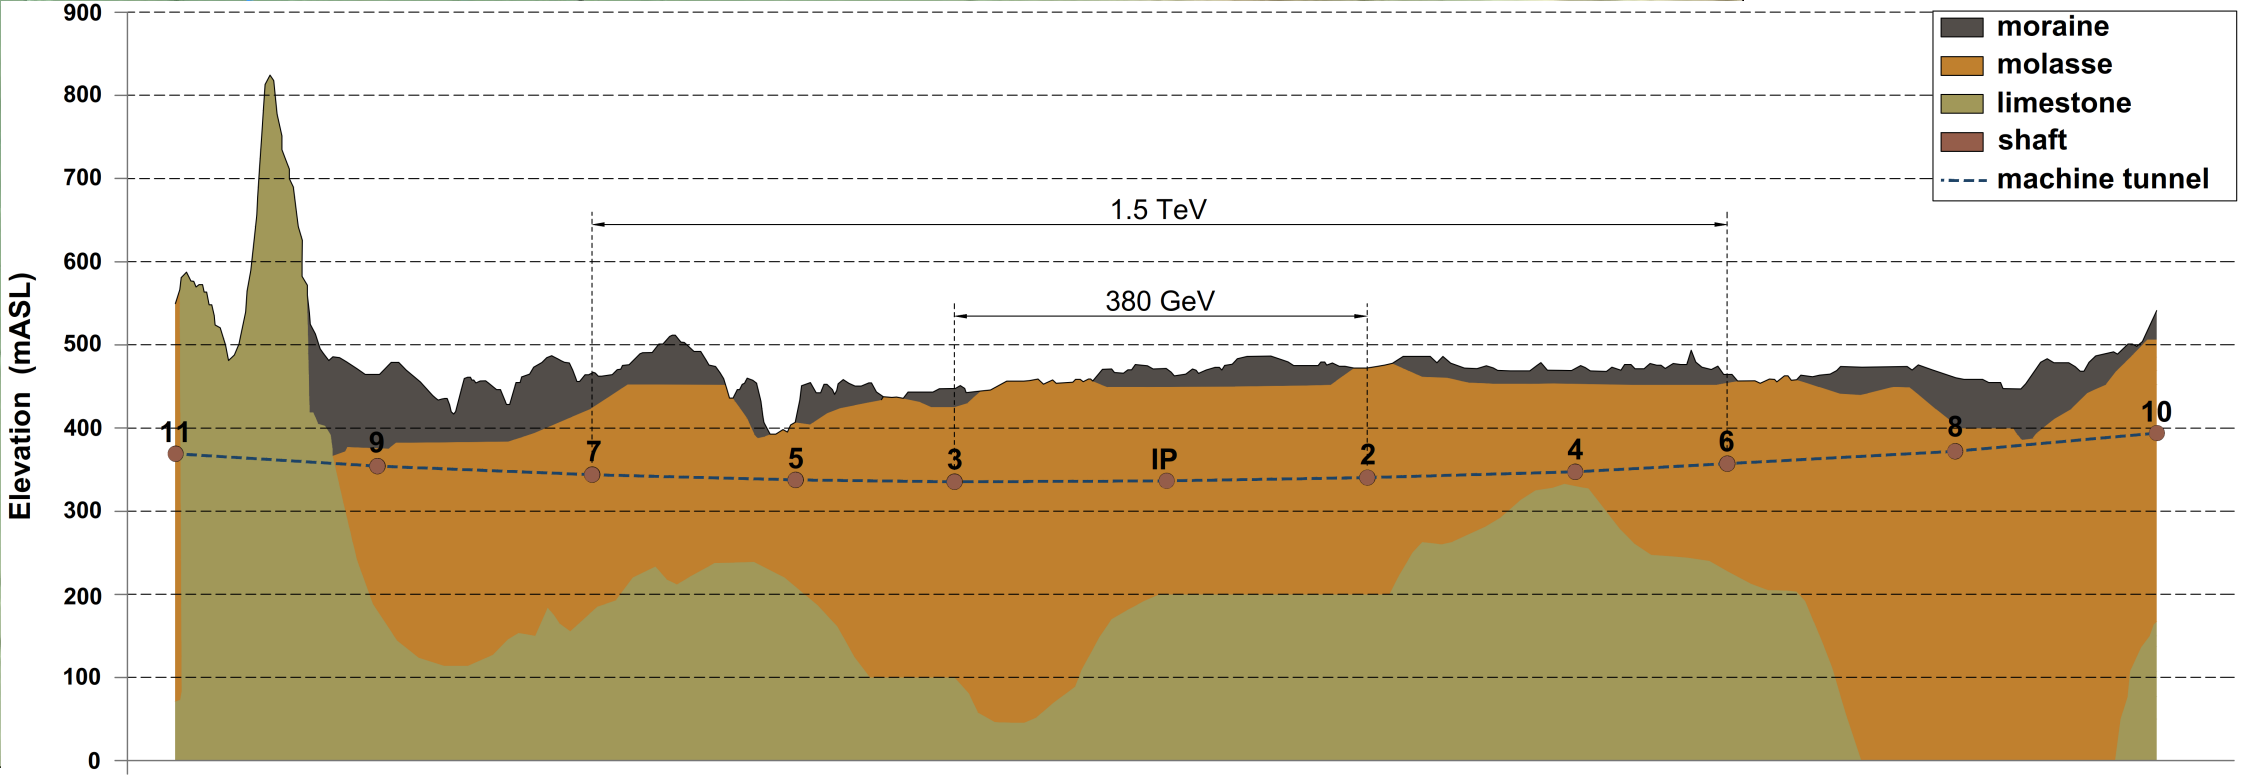 900
800
700
600
500
400
300
200
100
0
Elevation (mASL)
moraine
molasse
limestone
shaft
machine tunnel
1.5 TeV
380 GeV
11
9
7
5
3
IP
2
4
6
8
10